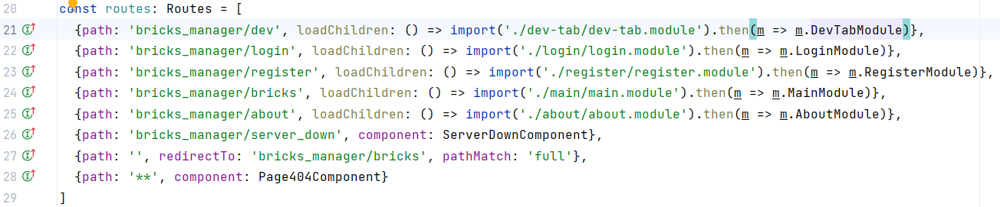 20 const routes: Routes = [
21 {path: 'bricks_manager/dev', loadChildren: () => import('./dev-tab/dev-tab.module').then(m => m.DevTabModule)},
22 {path: 'bricks_manager/login', loadChildren: () => import('./login/login.module').then(m => m.LoginModule)},
23 {path: 'bricks_manager/register', loadChildren: () => import('./register/register.module').then(m => m.RegisterModule)},
24 {path: 'bricks_manager/bricks', loadChildren: () => import('./main/main.module').then(m => m.MainModule)},
25 {path: 'bricks_manager/about', loadChildren: () => import('./about/about.module').then(m => m.AboutModule)},
26 {path: 'bricks_manager/server_down', component: ServerDownComponent},
27 {path: '', redirectTo: 'bricks_manager/bricks', pathMatch: 'full'},
28 {path: '**', component: Page404Component}
29 ]